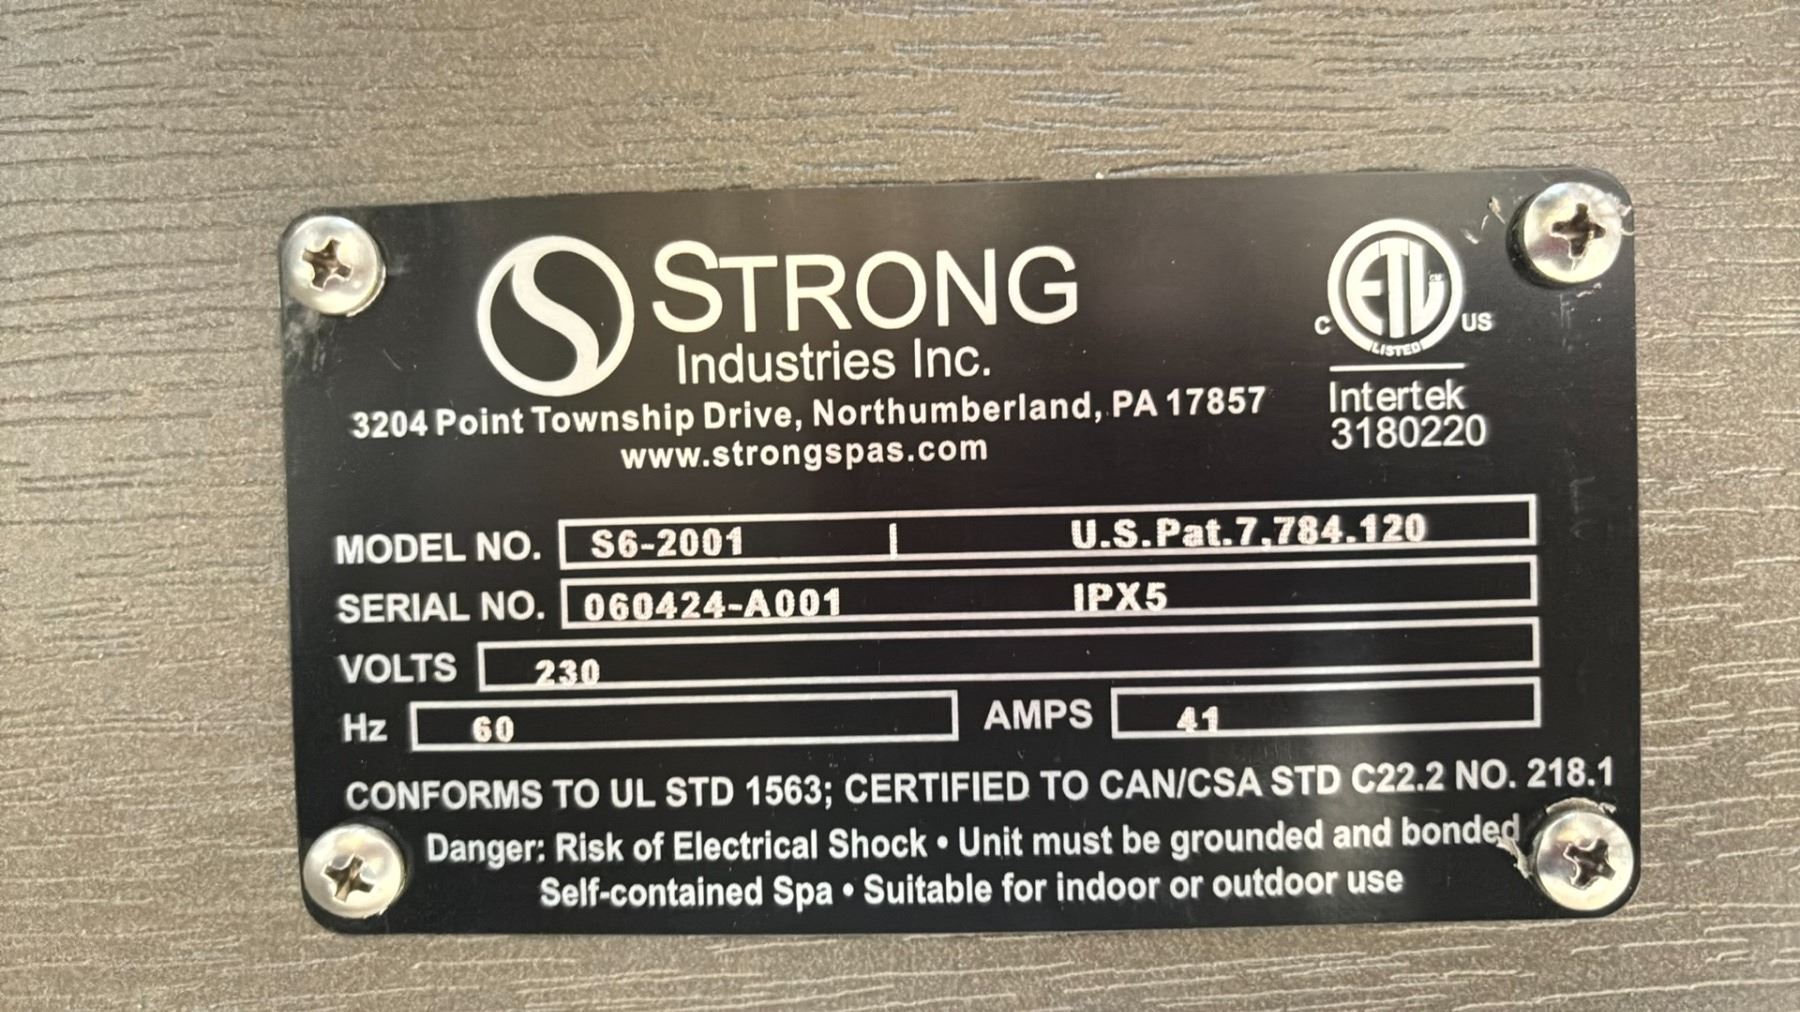 STRONG
Industries Inc.
3204 Point Township Drive, Northumberland, PA 17857
www.strongspas.com
C ETL CM US
LISTED
Intertek
3180220
MODEL NO. S6-2001 | U.S.Pat.7,784.120
SERIAL NO. 060424-A001 IPX5
VOLTS 230
Hz 60 AMPS 41
CONFORMS TO UL STD 1563; CERTIFIED TO CAN/CSA STD C22.2 NO. 218.1
Danger: Risk of Electrical Shock • Unit must be grounded and bonded
Self-contained Spa • Suitable for indoor or outdoor use